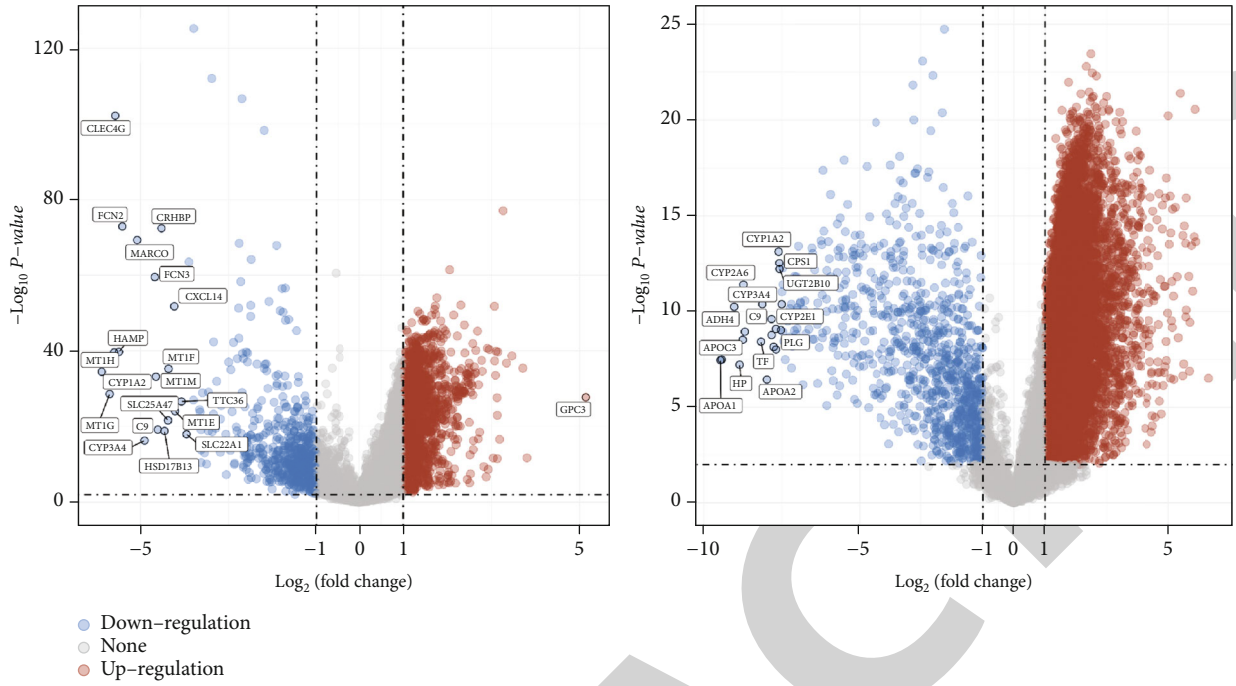 120
80
40
0
−Log10 P−value
CLEC4G
FCN2
CRHBP
MARCO
FCN3
CXCL14
HAMP
MT1H
MT1F
CYP1A2
MT1M
SLC25A47
TTC36
MT1G
C9
MT1E
CYP3A4
SLC22A1
HSD17B13
GPC3
−5
−1
0
1
5
Log2 (fold change)
25
20
15
10
5
0
−Log10 P−value
CYP1A2
CPS1
CYP2A6
UGT2B10
CYP3A4
ADH4
C9
CYP2E1
APOC3
PLG
TF
HP
APOA2
APOA1
−10
−5
−1
0
1
5
Log2 (fold change)
Down−regulation
None
Up−regulation